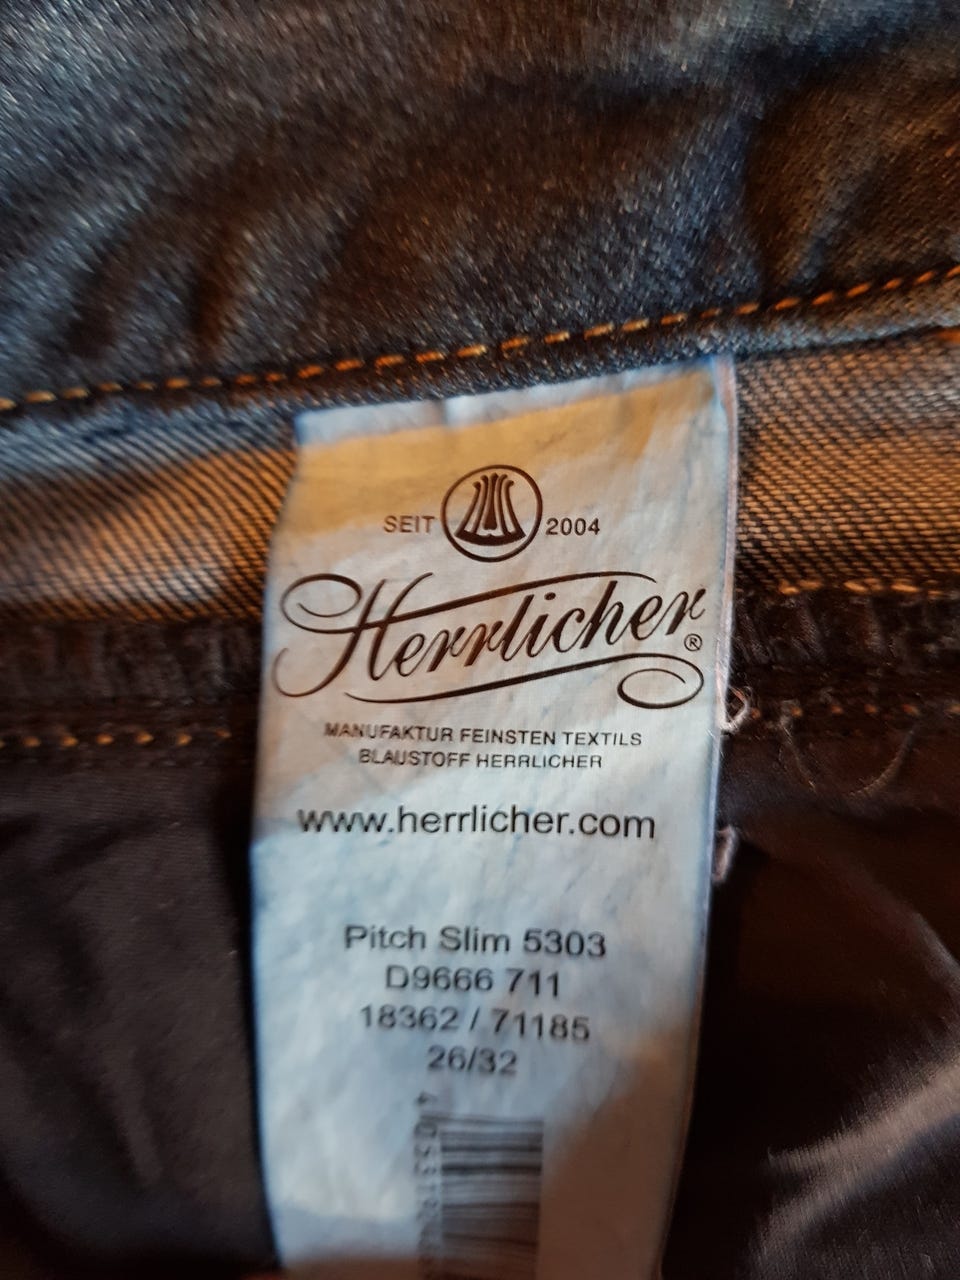 SEIT 2004
Herrlicher®
MANUFAKTUR FEINSTEN TEXTILS
BLAUSTOFF HERRLICHER
www.herrlicher.com
Pitch Slim 5303
D9666 711
18362 / 71185
26/32